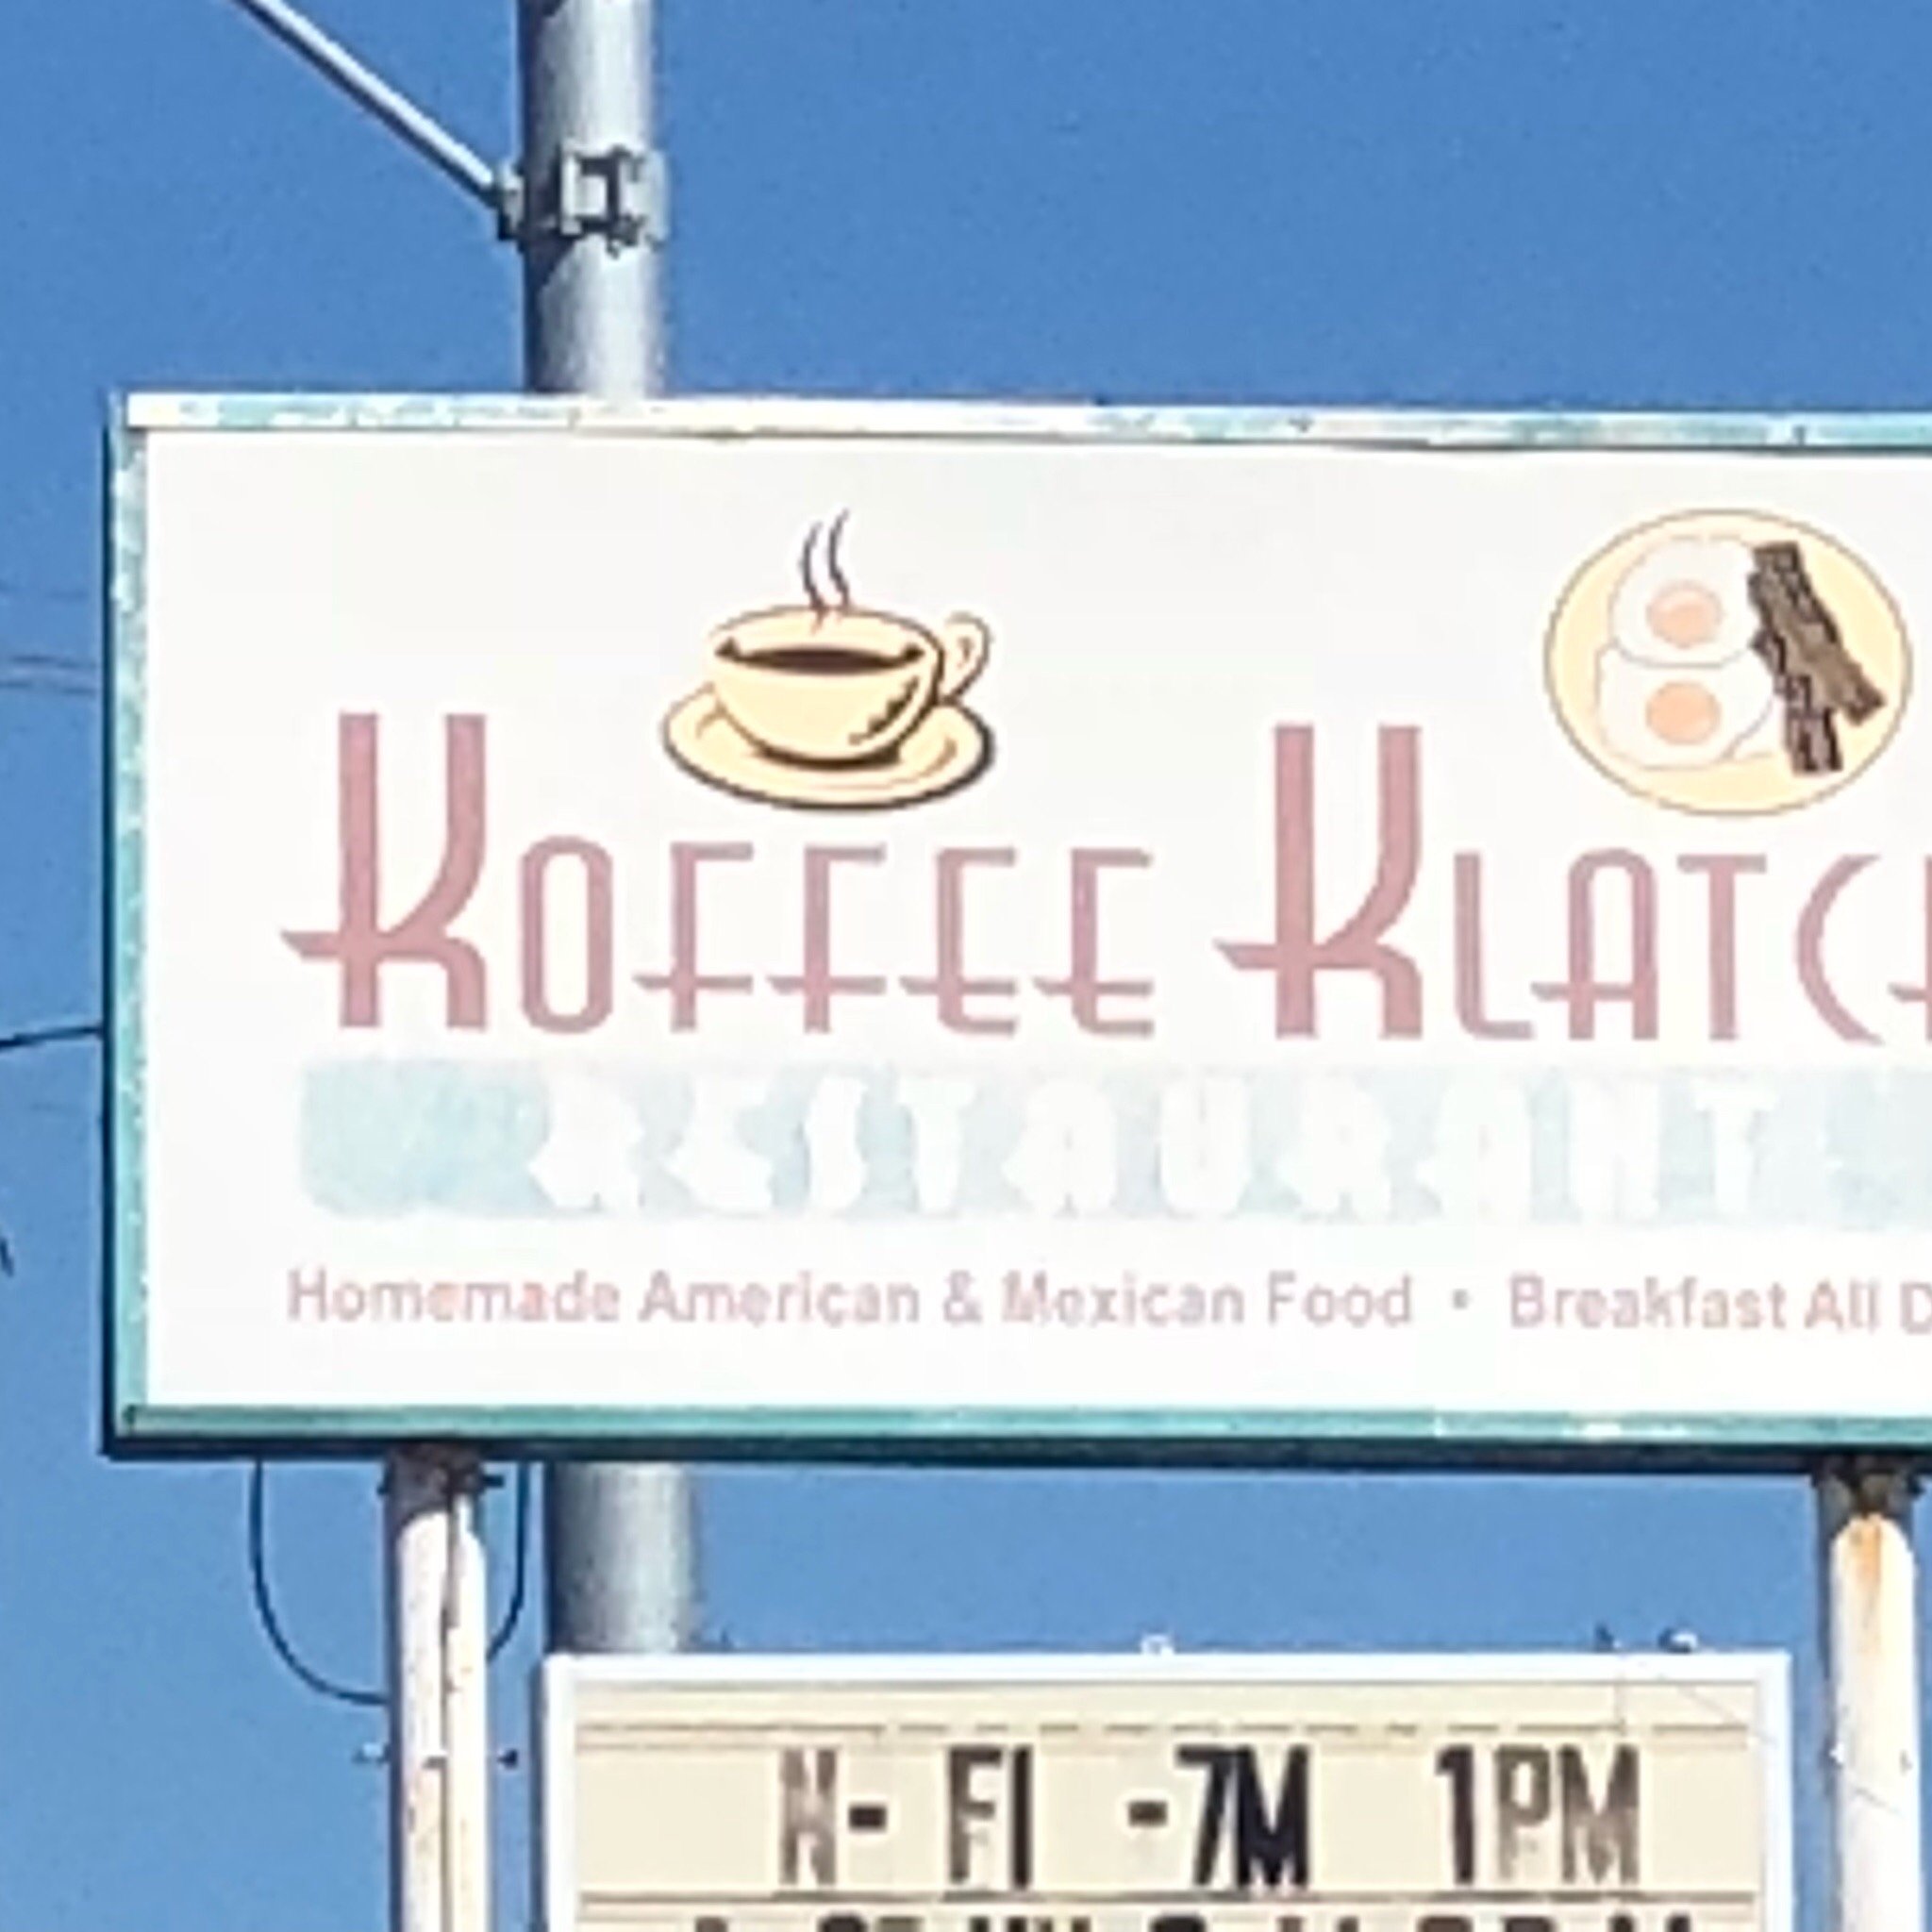 KOFFEE KLATC
RESTAURANT
Homemade American & Mexican Food • Breakfast All D
N- FI -7M 1PM